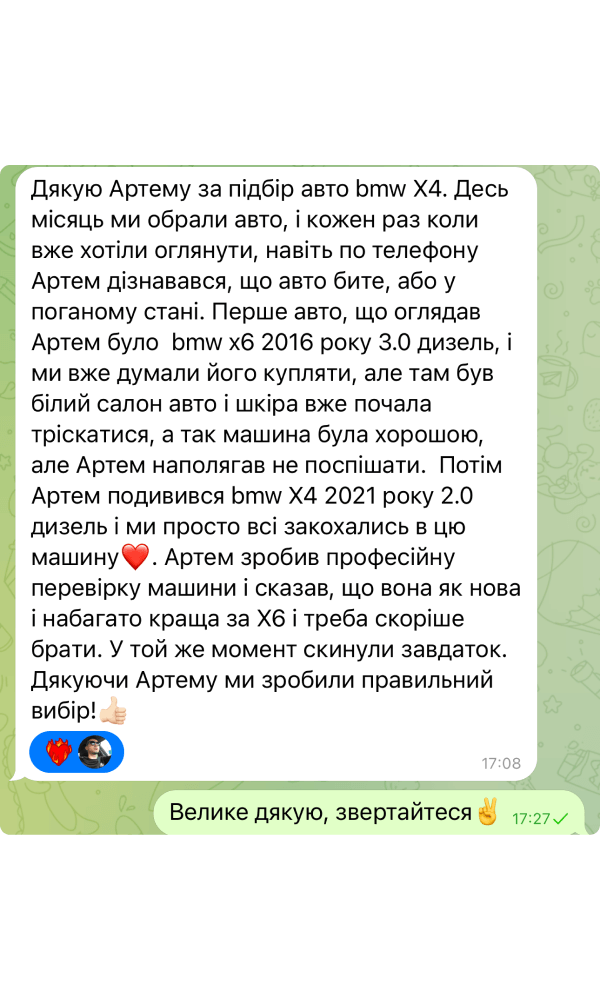 Дякую Артему за підбір авто bmw X4. Десь
місяць ми обрали авто, і кожен раз коли
вже хотіли оглянути, навіть по телефону
Артем дізнавався, що авто бите, або у
поганому стані. Перше авто, що оглядав
Артем було  bmw x6 2016 року 3.0 дизель, і
ми вже думали його купляти, але там був
білий салон авто і шкіра вже почала
тріскатися, а так машина була хорошою,
але Артем наполягав не поспішати.  Потім
Артем подивився bmw X4 2021 року 2.0
дизель і ми просто всі закохались в цю
машину❤️. Артем зробив професійну
перевірку машини і сказав, що вона як нова
і набагато краща за X6 і треба скоріше
брати. У той же момент скинули завдаток.
Дякуючи Артему ми зробили правильний
вибір!👍🏻
17:08
Велике дякую, звертайтеся✌️ 17:27